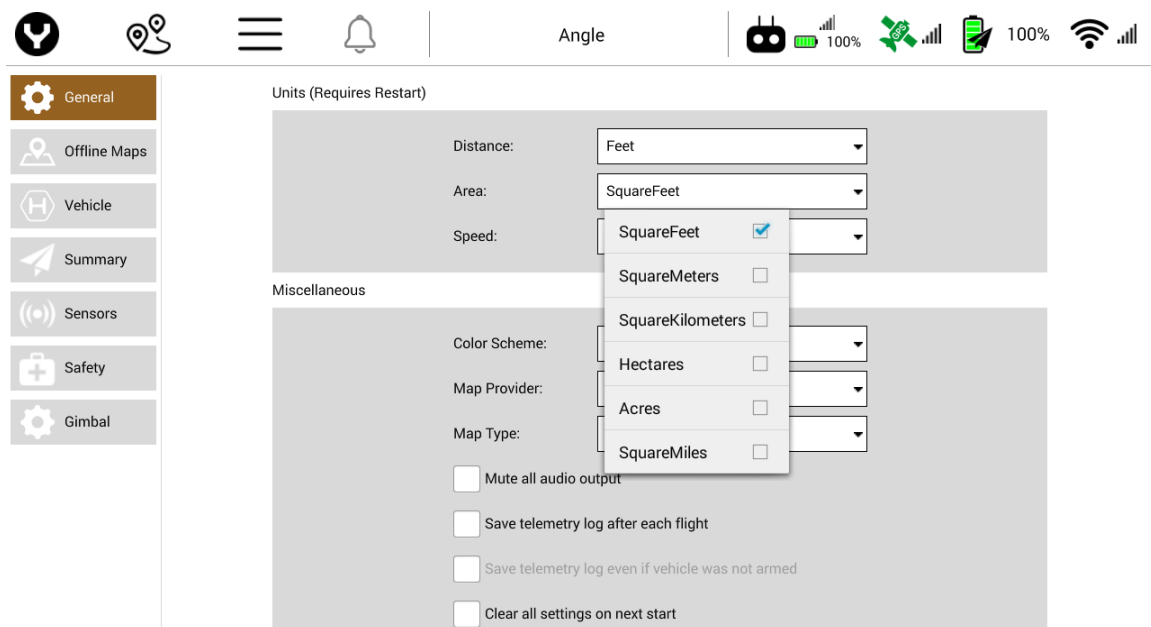 Angle
100%
GPS
100%
General
Offline Maps
Vehicle
Summary
Sensors
Safety
Gimbal
Units (Requires Restart)
Distance:
Feet
Area:
SquareFeet
Speed:
SquareFeet
SquareMeters
SquareKilometers
Hectares
Acres
SquareMiles
Miscellaneous
Color Scheme:
Map Provider:
Map Type:
Mute all audio output
Save telemetry log after each flight
Save telemetry log even if vehicle was not armed
Clear all settings on next start